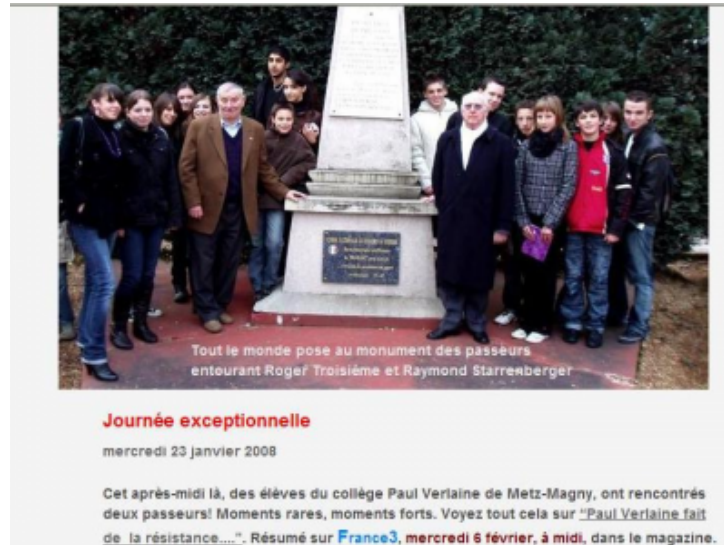 Tout le monde pose au monument des passeurs
entourant Roger Troisième et Raymond Starrenberger
Journée exceptionnelle
mercredi 23 janvier 2008
Cet après-midi là, des élèves du collège Paul Verlaine de Metz-Magny, ont rencontrés
deux passeurs! Moments rares, moments forts. Voyez tout cela sur "Paul Verlaine fait
de la résistance....". Résumé sur France3, mercredi 6 février, à midi, dans le magazine.